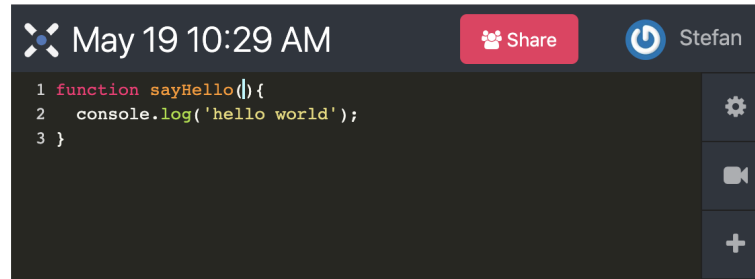 May 19 10:29 AM Share Stefan
1 function sayHello(){
2   console.log('hello world');
3 }